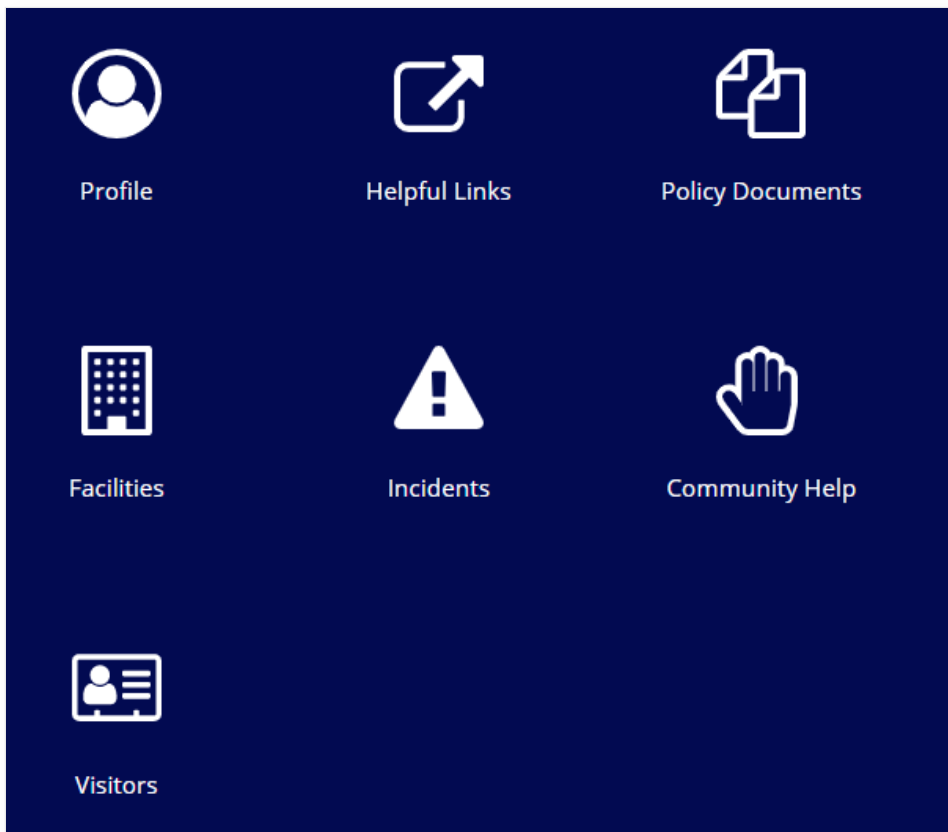 Profile
Helpful Links
Policy Documents
Facilities
Incidents
Community Help
Visitors